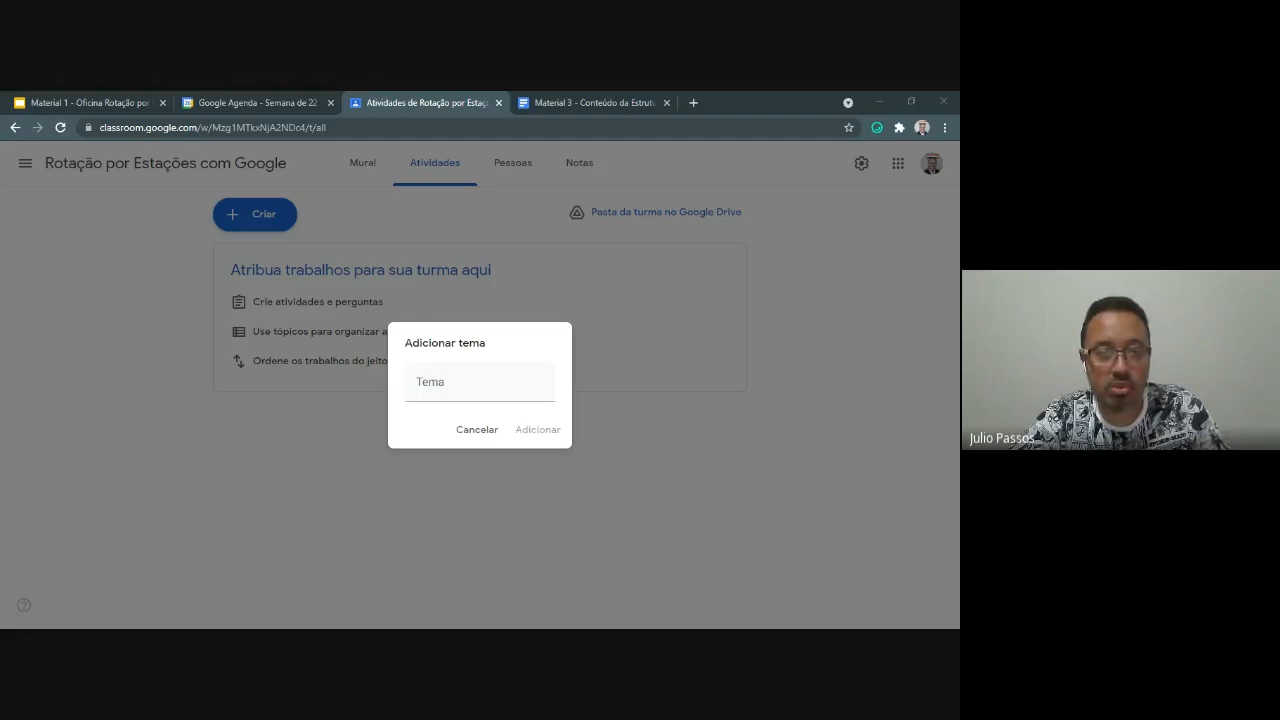 Material 1 - Oficina Rotação por
Google Agenda - Semana de 22
Atividades de Rotação por Estaç
Material 3 - Conteúdo da Estrutu
classroom.google.com/w/Mzg1MTkxNjA2NDc4/t/all
Rotação por Estações com Google
Mural
Atividades
Pessoas
Notas
Criar
Pasta da turma no Google Drive
Atribua trabalhos para sua turma aqui
Crie atividades e perguntas
Use tópicos para organizar a
Ordene os trabalhos do jeito
Adicionar tema
Tema
Cancelar
Adicionar
Julio Passos